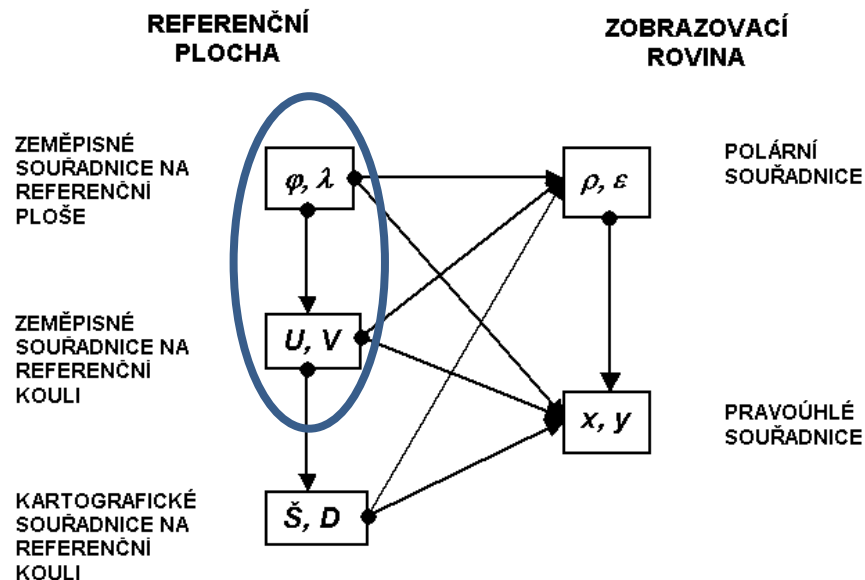 REFERENČNÍ
PLOCHA
ZOBRAZOVACÍ
ROVINA
ZEMĚPISNÉ
SOUŘADNICE NA
REFERENČNÍ
PLOŠE
φ, λ
ρ, ε
POLÁRNÍ
SOUŘADNICE
ZEMĚPISNÉ
SOUŘADNICE NA
REFERENČNÍ
KOULI
U, V
x, y
PRAVOÚHLÉ
SOUŘADNICE
KARTOGRAFICKÉ
SOUŘADNICE NA
REFERENČNÍ
KOULI
Š, D